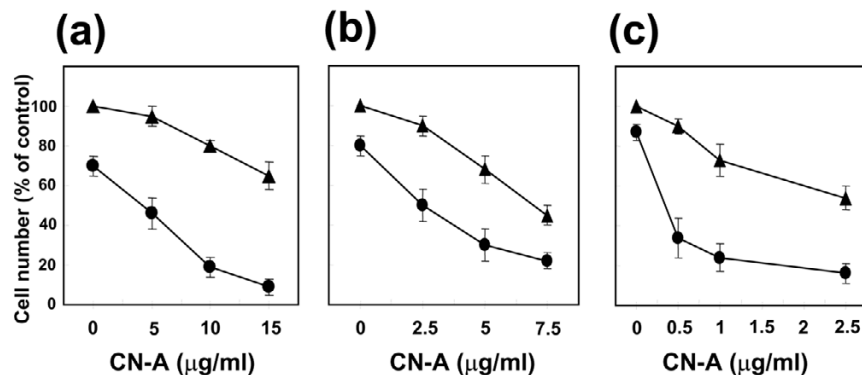 (a) (b) (c)
Cell number (% of control)
100
80
60
40
20
0
0 5 10 15
0 2.5 5 7.5
0 0.5 1 1.5 2 2.5
CN-A (μg/ml) CN-A (μg/ml) CN-A (μg/ml)